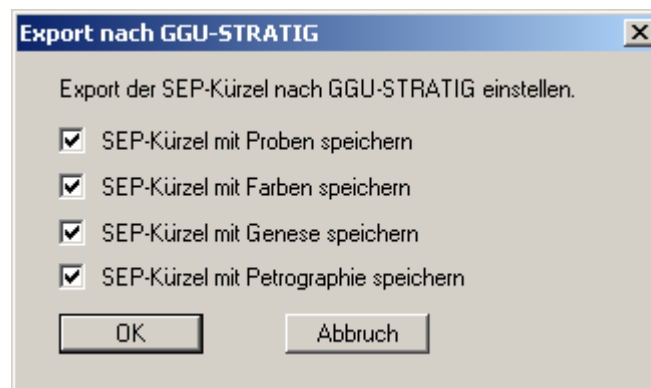 Export nach GGU-STRATIG
Export der SEP-Kürzel nach GGU-STRATIG einstellen.
SEP-Kürzel mit Proben speichern
SEP-Kürzel mit Farben speichern
SEP-Kürzel mit Genese speichern
SEP-Kürzel mit Petrographie speichern
OK
Abbruch